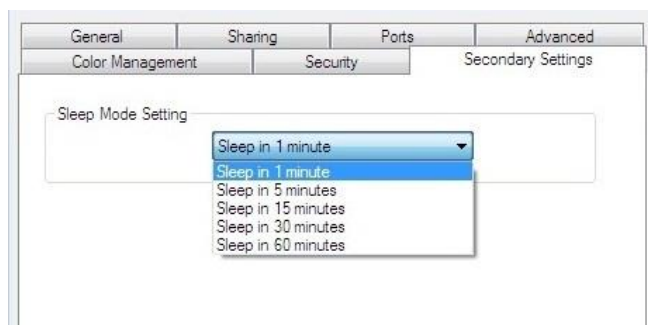 General Sharing Ports Advanced
Color Management Security Secondary Settings
Sleep Mode Setting
Sleep in 1 minute
Sleep in 1 minute
Sleep in 5 minutes
Sleep in 15 minutes
Sleep in 30 minutes
Sleep in 60 minutes